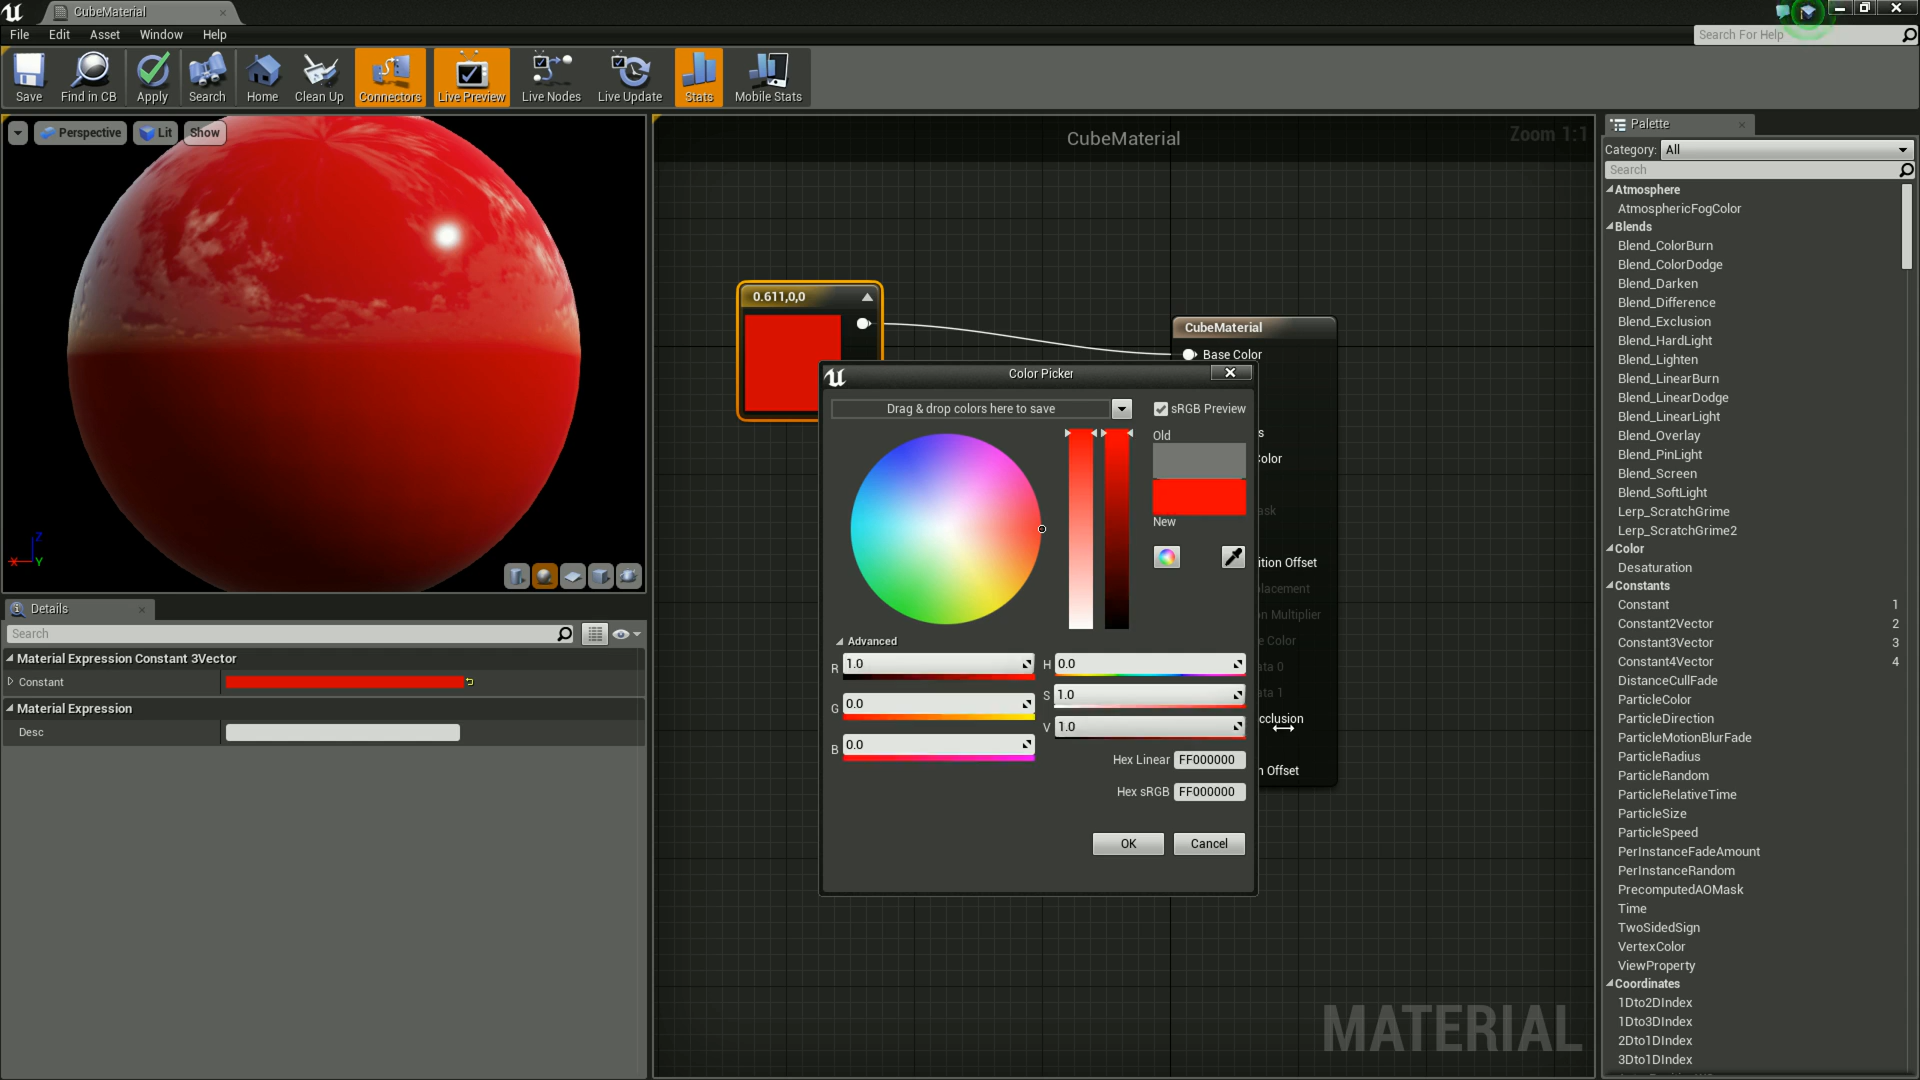 CubeMaterial
File Edit Asset Window Help
Search For Help
Save Find in CB Apply Search Home Clean Up Connectors Live Preview Live Nodes Live Update Stats Mobile Stats
Perspective Lit Show
Z
X Y
Details
Search
Material Expression Constant 3Vector
Constant
Material Expression
Desc
CubeMaterial
Zoom 1:1
0.611,0,0
CubeMaterial
Base Color
s
Color
ask
ition Offset
lacement
n Multiplier
e Color
ata 0
ata 1
cclusion
n Offset
Color Picker
Drag & drop colors here to save
sRGB Preview
Old
New
Advanced
R 1.0 H 0.0
G 0.0 S 1.0
B 0.0 V 1.0
Hex Linear FF000000
Hex sRGB FF000000
OK Cancel
MATERIAL
Palette
Category: All
Search
Atmosphere
AtmosphericFogColor
Blends
Blend_ColorBurn
Blend_ColorDodge
Blend_Darken
Blend_Difference
Blend_Exclusion
Blend_HardLight
Blend_Lighten
Blend_LinearBurn
Blend_LinearDodge
Blend_LinearLight
Blend_Overlay
Blend_PinLight
Blend_Screen
Blend_SoftLight
Lerp_ScratchGrime
Lerp_ScratchGrime2
Color
Desaturation
Constants
Constant 1
Constant2Vector 2
Constant3Vector 3
Constant4Vector 4
DistanceCullFade
ParticleColor
ParticleDirection
ParticleMotionBlurFade
ParticleRadius
ParticleRandom
ParticleRelativeTime
ParticleSize
ParticleSpeed
PerInstanceFadeAmount
PerInstanceRandom
PrecomputedAOMask
Time
TwoSidedSign
VertexColor
ViewProperty
Coordinates
1Dto2DIndex
1Dto3DIndex
2Dto1DIndex
3Dto1DIndex